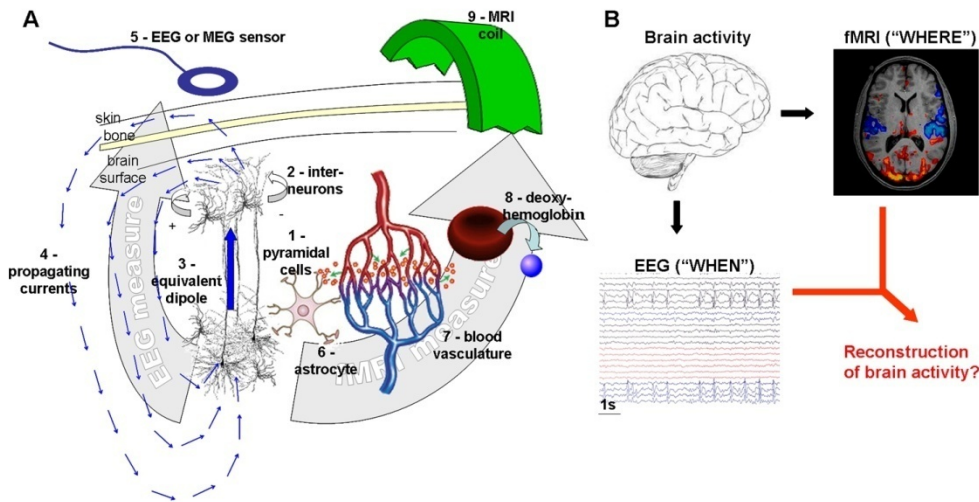 A
5 - EEG or MEG sensor
9 - MRI
coil
skin
bone
brain
surface
2 - inter-
neurons
8 - deoxy-
hemoglobin
+
-
1 -
pyramidal
cells
4 -
propagating
currents
3 -
equivalent
dipole
EEG measure
6 -
astrocyte
7 - blood
vasculature
fMRI measure
B
Brain activity
fMRI (“WHERE”)
EEG (“WHEN”)
1s
Reconstruction
of brain activity?